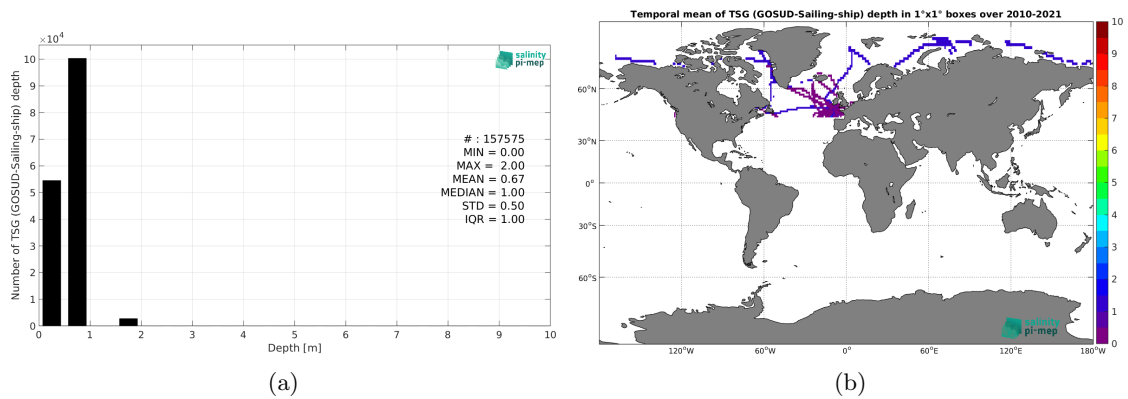 ×10⁴
salinity
pi-mep
Number of TSG (GOSUD-Sailing-ship) depth
10
9
8
7
6
5
4
3
2
1
0
# : 157575
MIN = 0.00
MAX = 2.00
MEAN = 0.67
MEDIAN = 1.00
STD = 0.50
IQR = 1.00
0 1 2 3 4 5 6 7 8 9 10
Depth [m]
(a)
Temporal mean of TSG (GOSUD-Sailing-ship) depth in 1°x1° boxes over 2010-2021
60°N
30°N
0°
30°S
60°S
120°W 60°W 0° 60°E 120°E 180°W
salinity
pi-mep
10
9
8
7
6
5
4
3
2
1
0
(b)